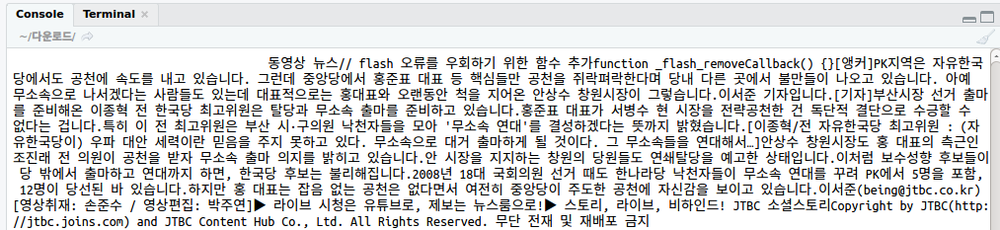 Console Terminal
~/다운로드/
동영상 뉴스// flash 오류를 우회하기 위한 함수 추가function _flash_removeCallback() {}[앵커]PK지역은 자유한국
당에서도 공천에 속도를 내고 있습니다. 그런데 중앙당에서 홍준표 대표 등 핵심들만 공천을 쥐락펴락한다며 당내 다른 곳에서 불만들이 나오고 있습니다. 아예
무소속으로 나서겠다는 사람들도 있는데 대표적으로는 홍대표와 오랜동안 척을 지어온 안상수 창원시장이 그렇습니다.이서준 기자입니다.[기자]부산시장 선거 출마
를 준비해온 이종혁 전 한국당 최고위원은 탈당과 무소속 출마를 준비하고 있습니다.홍준표 대표가 서병수 현 시장을 전략공천한 건 독단적 결단으로 수긍할 수
없다는 겁니다.특히 이 전 최고위원은 부산 시·구의원 낙천자들을 모아 '무소속 연대'를 결성하겠다는 뜻까지 밝혔습니다.[이종혁/전 자유한국당 최고위원 : (자
유한국당이) 우파 대안 세력이란 믿음을 주지 못하고 있다. 무소속으로 대거 출마하게 될 것이다. 그 무소속들을 연대해서…]안상수 창원시장도 홍 대표의 측근인
조진래 전 의원이 공천을 받자 무소속 출마 의지를 밝히고 있습니다.안 시장을 지지하는 창원의 당원들도 연쇄탈당을 예고한 상태입니다.이처럼 보수성향 후보들이
당 밖에서 출마하고 연대까지 하면, 한국당 후보는 불리해집니다.2008년 18대 국회의원 선거 때도 한나라당 낙천자들이 무소속 연대를 꾸려 PK에서 5명을 포함,
12명이 당선된 바 있습니다.하지만 홍 대표는 잡음 없는 공천은 없다면서 여전히 중앙당이 주도한 공천에 자신감을 보이고 있습니다.이서준(being@jtbc.co.kr)
[영상취재: 손준수 / 영상편집: 박주연]▶ 라이브 시청은 유튜브로, 제보는 뉴스룸으로!▶ 스토리, 라이브, 비하인드! JTBC 소셜스토리Copyright by JTBC(http:
//jtbc.joins.com) and JTBC Content Hub Co., Ltd. All Rights Reserved. 무단 전재 및 재배포 금지